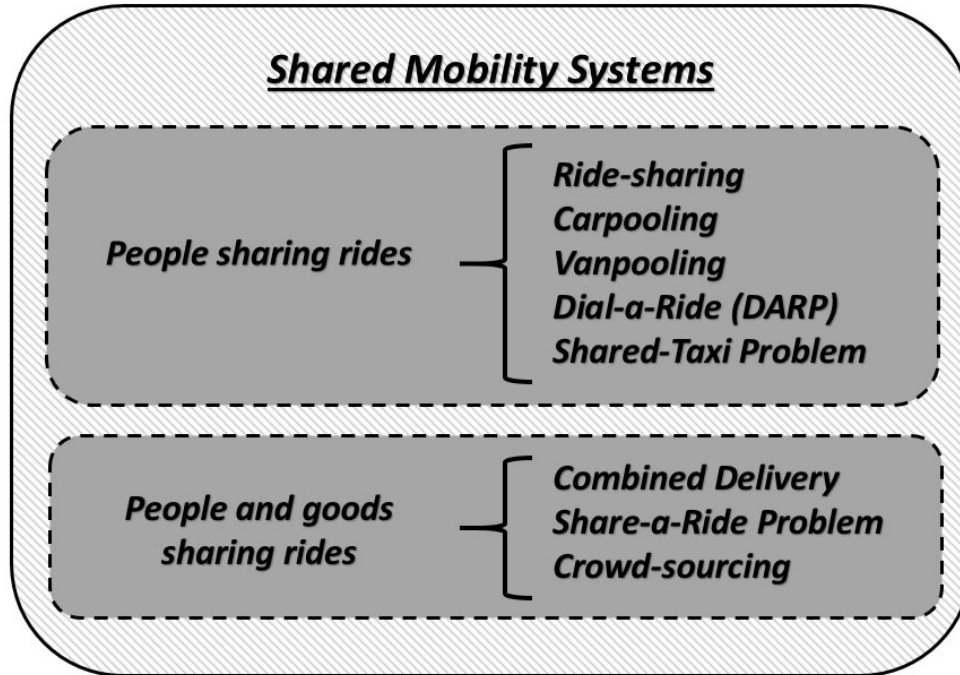 Shared Mobility Systems
People sharing rides
Ride-sharing
Carpooling
Vanpooling
Dial-a-Ride (DARP)
Shared-Taxi Problem
People and goods
sharing rides
Combined Delivery
Share-a-Ride Problem
Crowd-sourcing